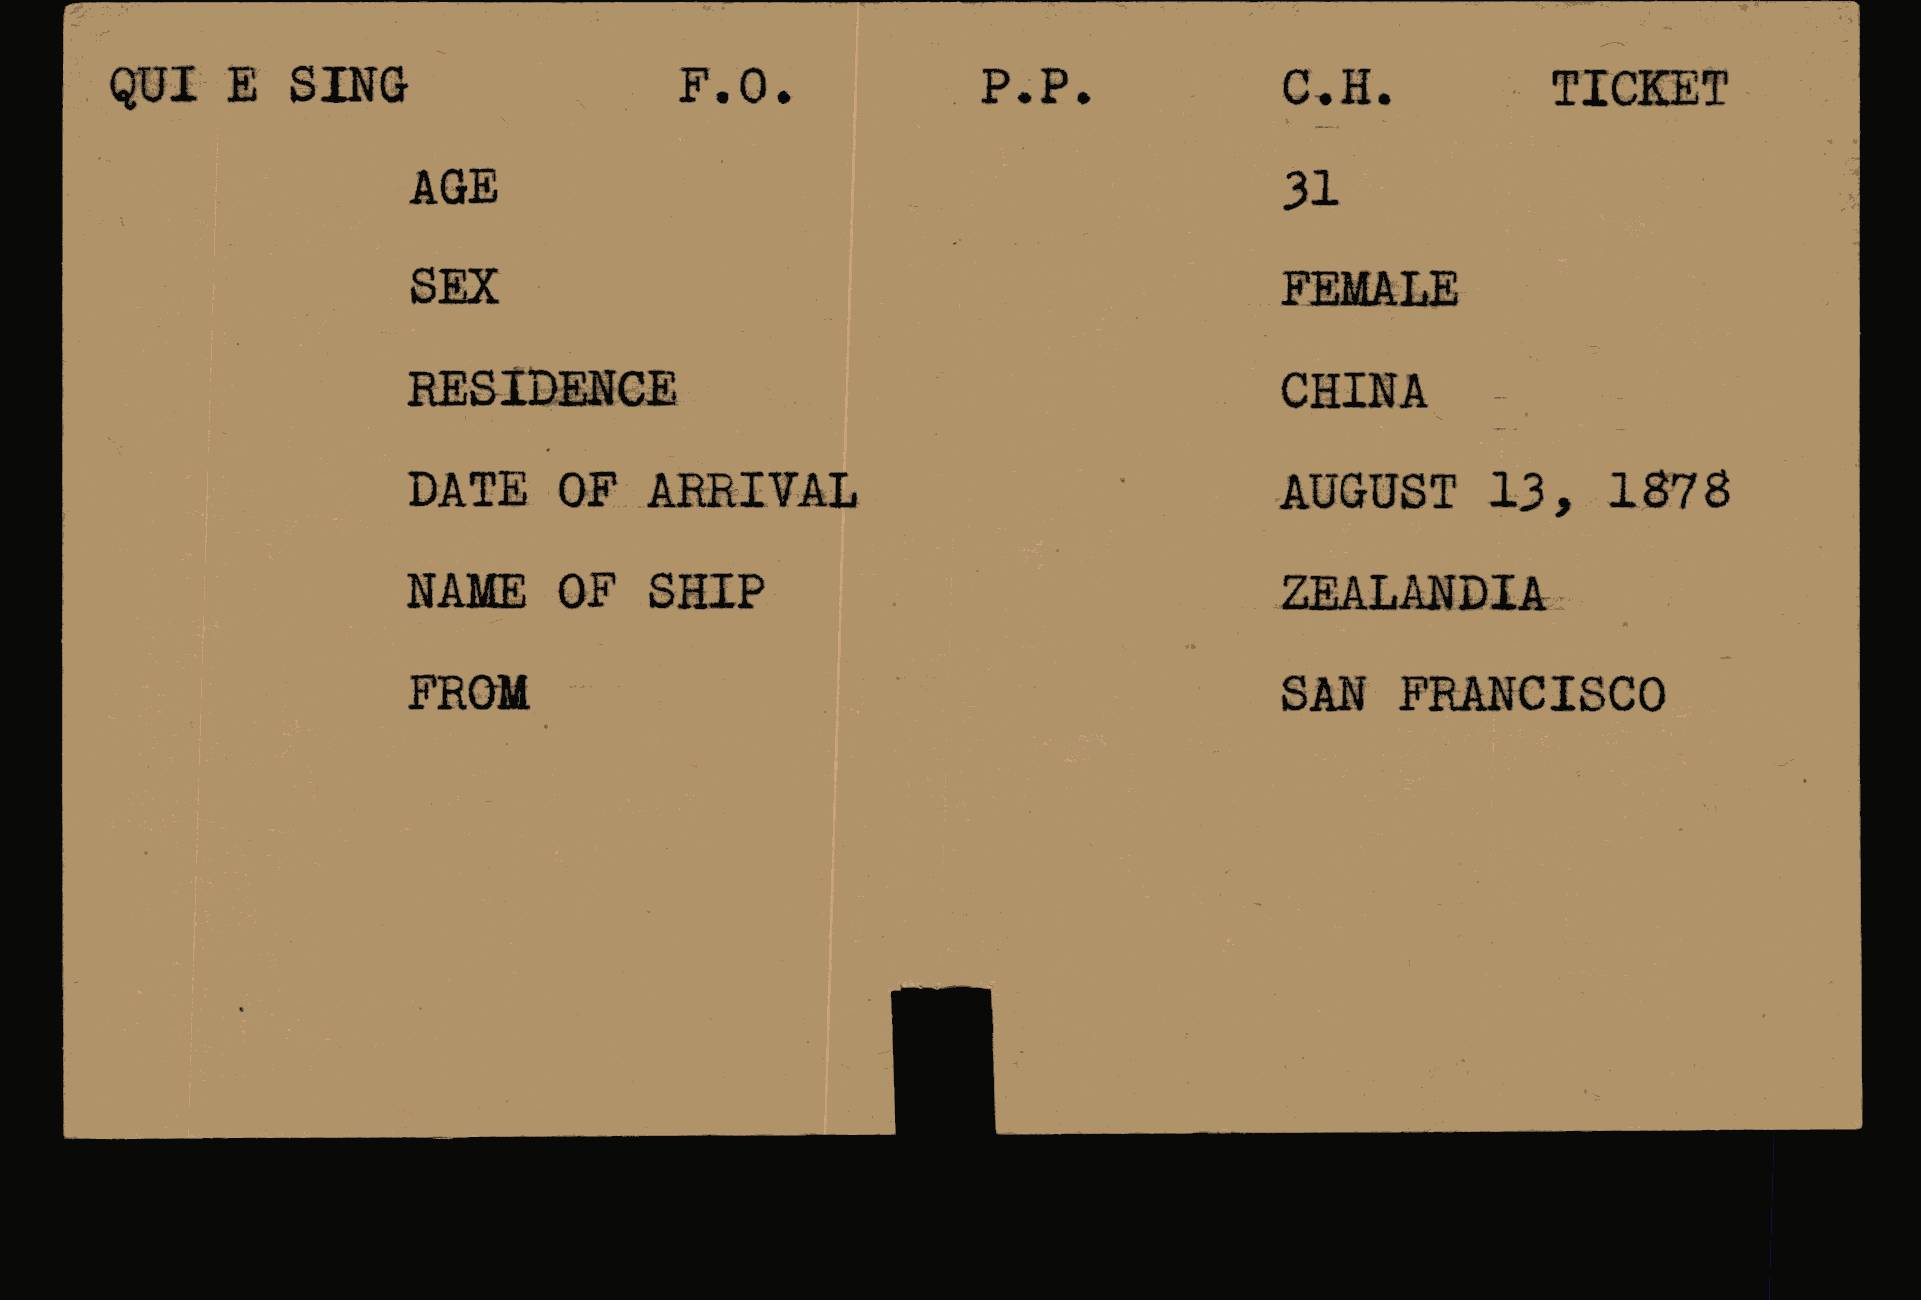 QUI E SING F.O. P.P. C.H. TICKET
AGE 31
SEX FEMALE
RESIDENCE CHINA
DATE OF ARRIVAL AUGUST 13, 1878
NAME OF SHIP ZEALANDIA
FROM SAN FRANCISCO